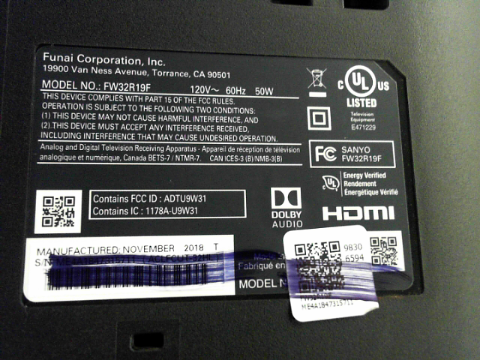 Funai Corporation, Inc.
19900 Van Ness Avenue, Torrance, CA 90501
MODEL NO.: FW32R19F 120V~ 60Hz 50W
THIS DEVICE COMPLIES WITH PART 15 OF THE FCC RULES.
OPERATION IS SUBJECT TO THE FOLLOWING TWO CONDITIONS:
(1) THIS DEVICE MAY NOT CAUSE HARMFUL INTERFERENCE, AND
(2) THIS DEVICE MUST ACCEPT ANY INTERFERENCE RECEIVED,
INCLUDING INTERFERENCE THAT MAY CAUSE UNDESIRED OPERATION.
Analog and Digital Television Receiving Apparatus - Appareil de réception de télévision
analogique et numérique, Canada BETS-7 / NTMR-7. CAN ICES-3 (B)/NMB-3(B)
C UL US
LISTED
Television
Equipment
E471229
FC SANYO
FW32R19F
Energy Verified
Rendement
Énergétique Vérifié
Contains FCC ID : ADTU9W31
Contains IC : 1178A-U9W31
DOLBY
AUDIO
HDMI
MANUFACTURED: NOVEMBER 2018 T
S/N
Fabriqué en
MODEL N
9830
6594